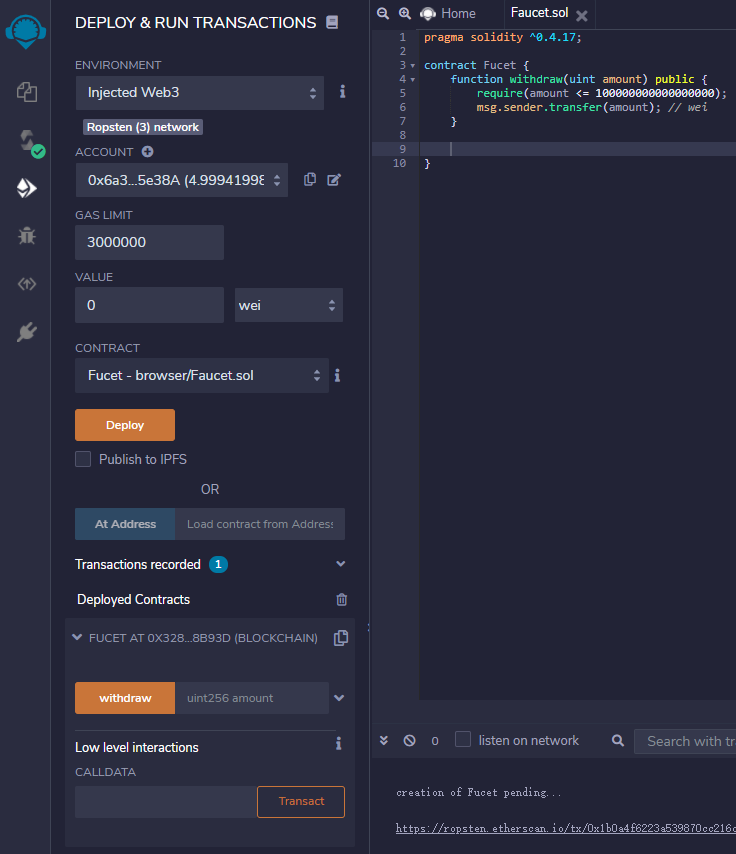 DEPLOY & RUN TRANSACTIONS
ENVIRONMENT
Injected Web3
Ropsten (3) network
ACCOUNT
0x6a3...5e38A (4.99941998
GAS LIMIT
3000000
VALUE
0
wei
CONTRACT
Fucet - browser/Faucet.sol
Deploy
Publish to IPFS
OR
At Address
Load contract from Address
Transactions recorded 1
Deployed Contracts
FUCET AT 0X328...8B93D (BLOCKCHAIN)
withdraw
uint256 amount
Low level interactions
CALLDATA
Transact
Home
Faucet.sol
1 pragma solidity ^0.4.17;
2
3 contract Fucet {
4 function withdraw(uint amount) public {
5 require(amount <= 100000000000000000);
6 msg.sender.transfer(amount); // wei
7 }
8
9
10 }
0
listen on network
Search with tra
creation of Fucet pending...
https://ropsten.etherscan.io/tx/0x1b0a4f6223a539870cc216c